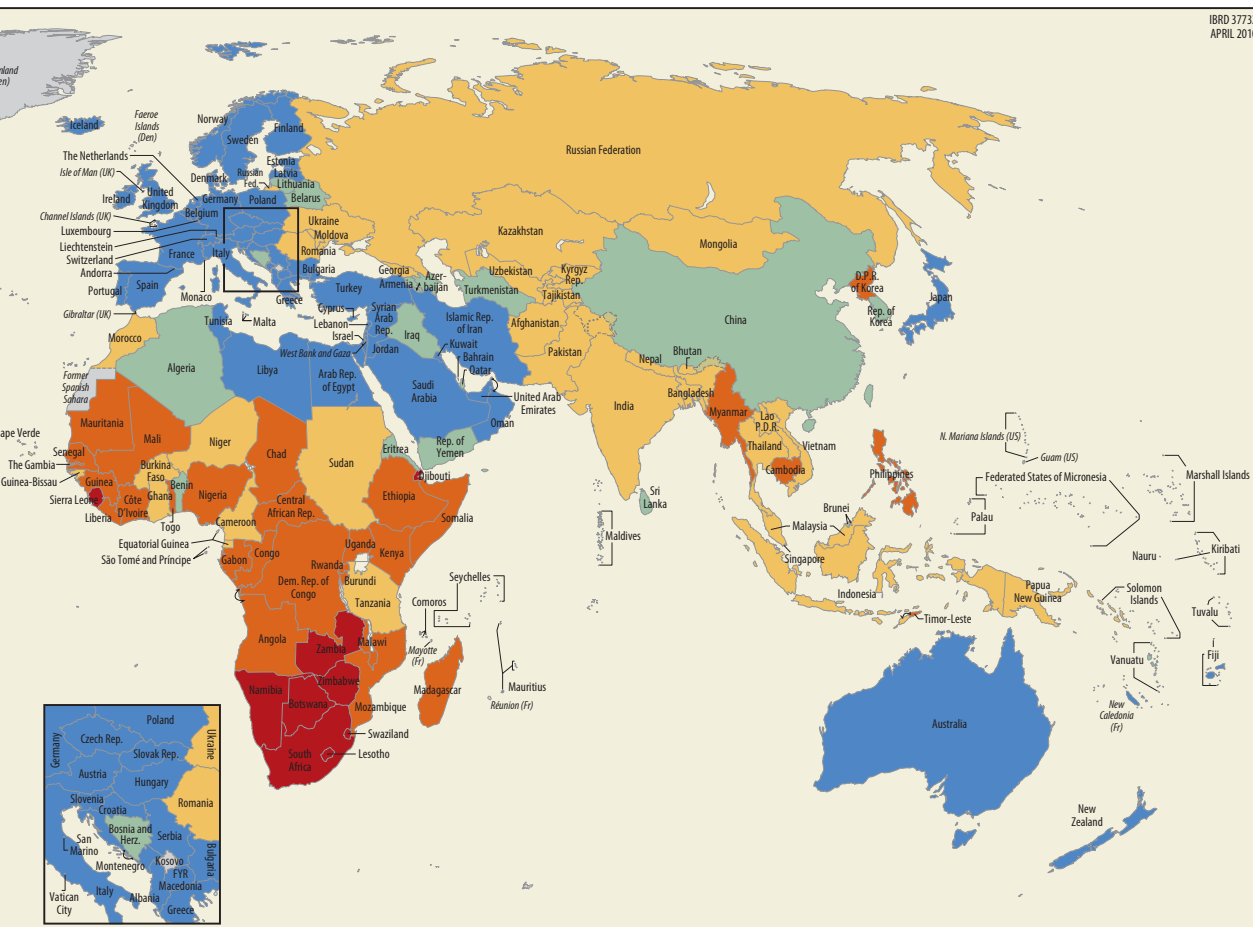 IBRD 3773
APRIL 2010
nland
en)
Iceland
Faeroe
Islands
(Den)
Norway
Sweden
Finland
The Netherlands
Isle of Man (UK)
Estonia
Latvia
Russian
Fed.
Lithuania
Denmark
Belarus
Ireland
United
Kingdom
Germany
Poland
Belgium
Channel Islands (UK)
Luxembourg
Liechtenstein
Switzerland
Andorra
France
Italy
Ukraine
Moldova
Romania
Bulgaria
Portugal
Spain
Monaco
Greece
Gibraltar (UK)
Malta
Russian Federation
Kazakhstan
Mongolia
Georgia
Armenia
Azer-
baijan
Uzbekistan
Kyrgyz
Rep.
Turkmenistan
Tajikistan
Turkey
Cyprus
Lebanon
Israel
West Bank and Gaza
Syrian
Arab
Rep.
Jordan
Iraq
Islamic Rep.
of Iran
Afghanistan
Pakistan
Kuwait
Bahrain
Qatar
Saudi
Arabia
United Arab
Emirates
Oman
Rep. of
Yemen
China
D.P.R.
of Korea
Rep. of
Korea
Japan
Nepal
Bhutan
Bangladesh
India
Myanmar
Lao
P.D.R.
Thailand
Vietnam
Cambodia
Philippines
Sri
Lanka
Maldives
Brunei
Malaysia
Singapore
Indonesia
Papua
New Guinea
Timor-Leste
N. Mariana Islands (US)
Guam (US)
Federated States of Micronesia
Marshall Islands
Palau
Nauru
Kiribati
Solomon
Islands
Tuvalu
Vanuatu
Fiji
New
Caledonia
(Fr)
Australia
New
Zealand
Morocco
Tunisia
Algeria
Libya
Arab Rep.
of Egypt
Former
Spanish
Sahara
Mauritania
Mali
Niger
Chad
Sudan
Eritrea
Djibouti
ape Verde
Senegal
The Gambia
Guinea-Bissau
Guinea
Sierra Leone
Liberia
Côte
D'Ivoire
Burkina
Faso
Ghana
Benin
Togo
Nigeria
Cameroon
Central
African Rep.
Ethiopia
Somalia
Equatorial Guinea
São Tomé and Príncipe
Gabon
Congo
Dem. Rep. of
Congo
Uganda
Kenya
Rwanda
Burundi
Tanzania
Seychelles
Comoros
Mayotte
(Fr)
Angola
Zambia
Malawi
Zimbabwe
Namibia
Botswana
Mozambique
Madagascar
Mauritius
Réunion (Fr)
Swaziland
Lesotho
South
Africa
Poland
Germany
Czech Rep.
Ukraine
Slovak Rep.
Austria
Hungary
Slovenia
Croatia
Romania
Bosnia and
Herz.
Serbia
San
Marino
Montenegro
Kosovo
Bulgaria
FYR
Macedonia
Vatican
City
Italy
Albania
Greece